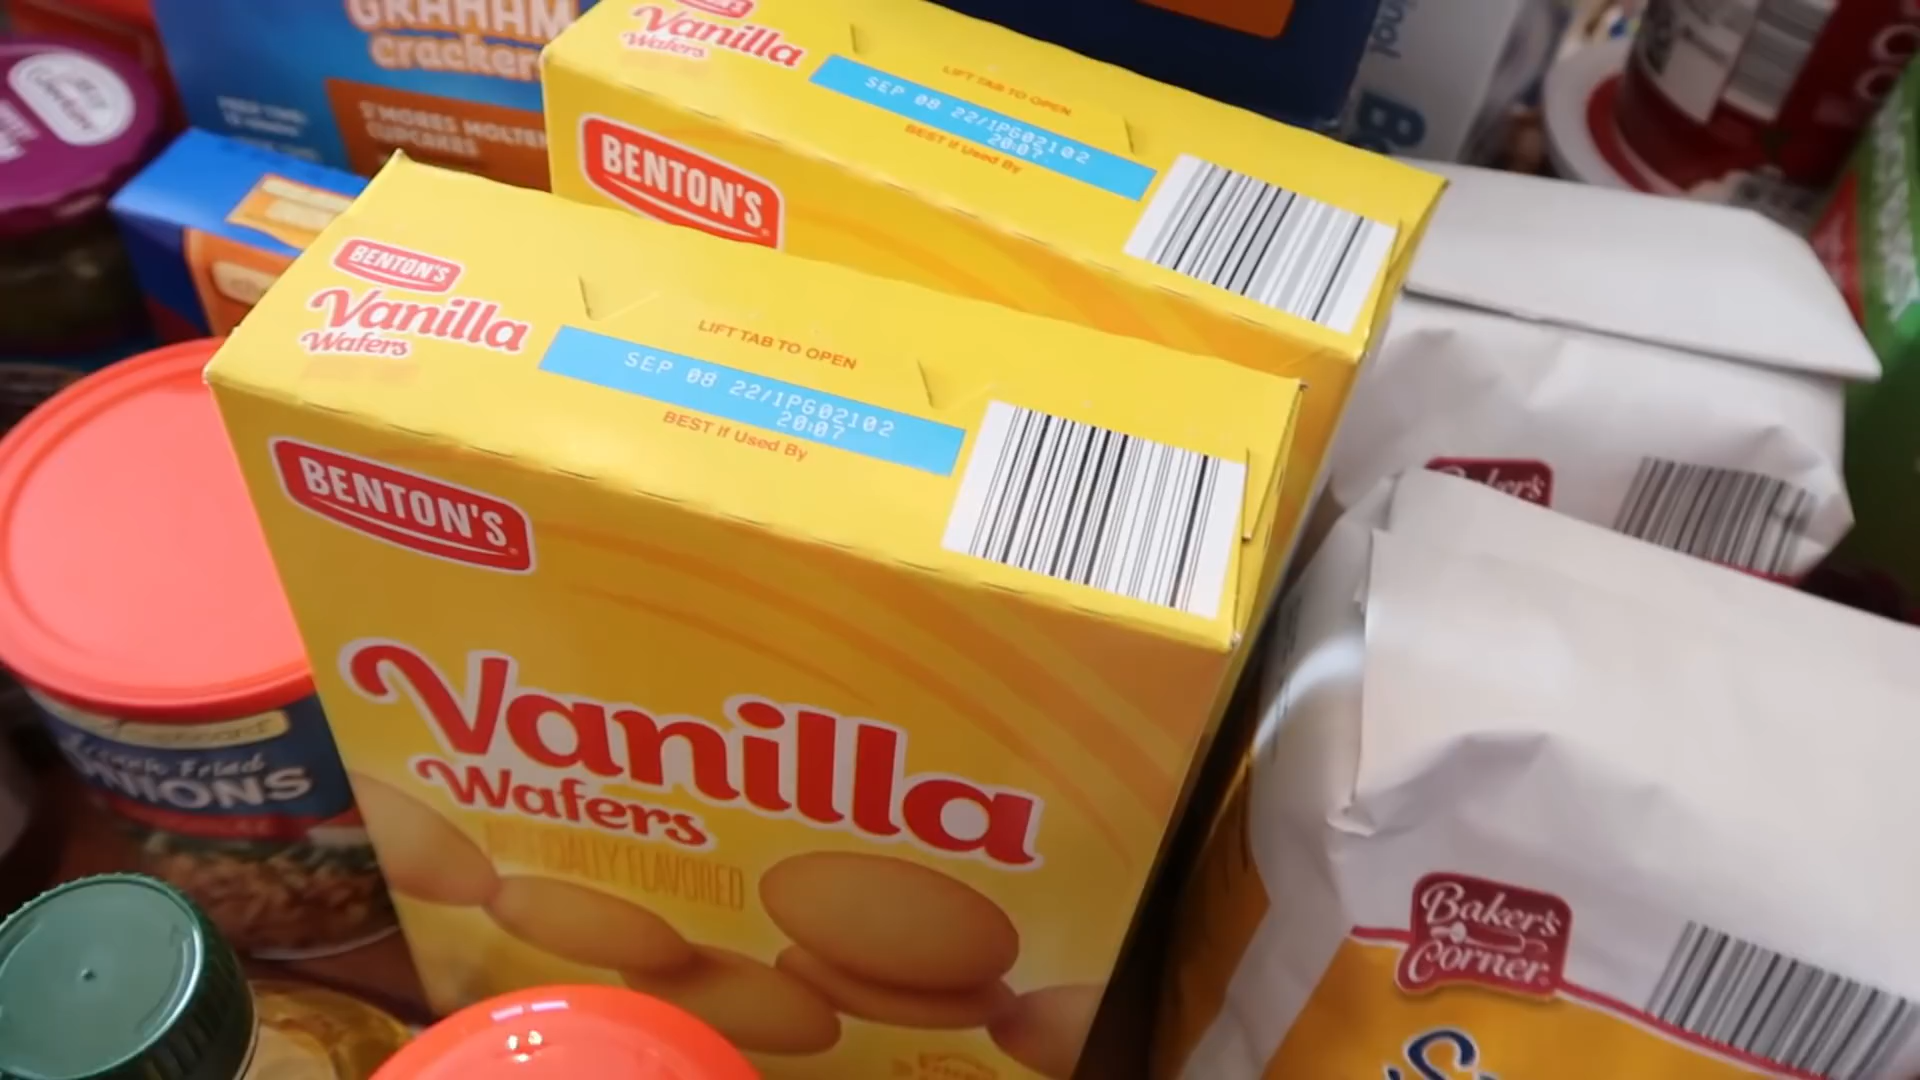 GRAHAM
crackers
S'MORES MOLTEN
CUPCAKES
Vanilla
Wafers
LIFT TAB TO OPEN
SEP 08 22/1PG02102
20:07
BEST If Used By
BENTON'S
BENTON'S
Vanilla
Wafers
LIFT TAB TO OPEN
SEP 08 22/1PG02102
20:07
BEST If Used By
BENTON'S
Vanilla
Wafers
ARTIFICIALLY FLAVORED
French Fried
ONIONS
Baker's
Baker's
Corner